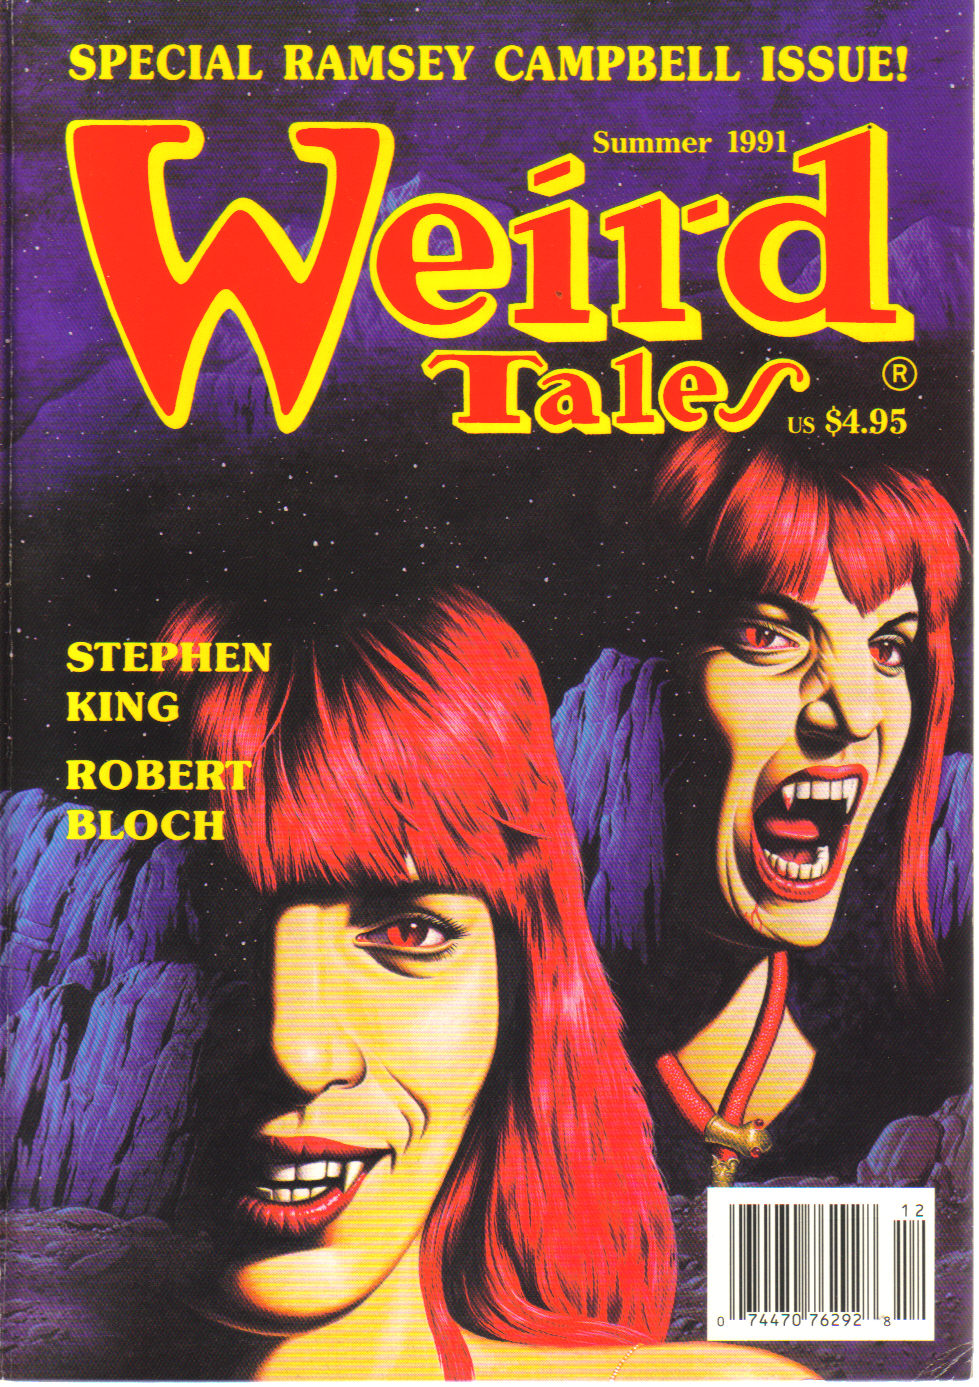 SPECIAL RAMSEY CAMPBELL ISSUE!
Summer 1991
Weird
Tales
®
US $4.95
STEPHEN
KING
ROBERT
BLOCH
12
0 74470 76292 8